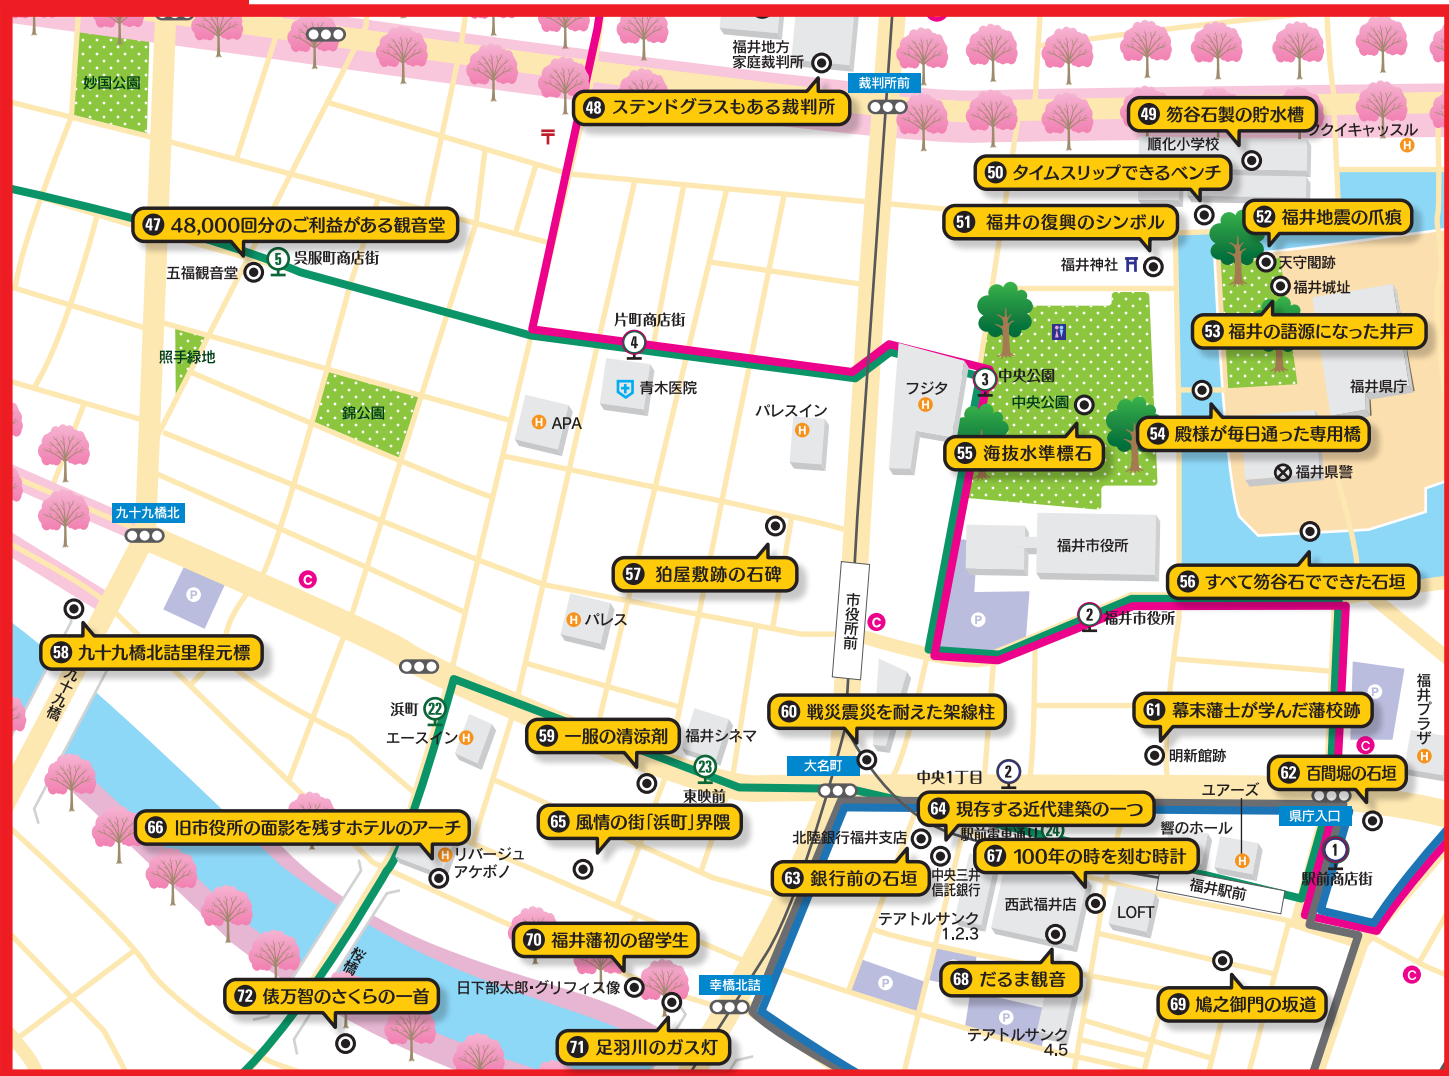 妙国公園
福井地方
家庭裁判所
裁判所前
48 ステンドグラスもある裁判所
〒
49 笏谷石製の貯水槽
順化小学校
H
50 タイムスリップできるベンチ
51 福井の復興のシンボル
52 福井地震の爪痕
47 48,000回分のご利益がある観音堂
五福観音堂
5 呉服町商店街
福井神社
天守閣跡
福井城址
53 福井の語源になった井戸
片町商店街
4
照手緑地
錦公園
青木医院
H APA
パレスイン
H
フジタ
H
3 中央公園
中央公園
福井県庁
54 殿様が毎日通った専用橋
55 海抜水準標石
福井県警
九十九橋北
C
P
57 狛屋敷跡の石碑
福井市役所
56 すべて笏谷石でできた石垣
市役所前
C
P
2 福井市役所
H パレス
58 九十九橋北詰里程元標
九十九橋
浜町 22
エースイン H
59 一服の清涼剤
福井シネマ
23
東映前
60 戦災震災を耐えた架線柱
大名町
61 幕末藩士が学んだ藩校跡
明新館跡
P
C
福井プラザ
H
62 百間堀の石垣
中央1丁目 2
ユアーズ
H
県庁入口
64 現存する近代建築の一つ
駅前電車通り 24
響のホール
北陸銀行福井支店
67 100年の時を刻む時計
1
駅前商店街
福井駅前
63 銀行前の石垣
中央三井
信託銀行
西武福井店
LOFT
テアトルサンク
1.2.3
65 風情の街「浜町」界隈
66 旧市役所の面影を残すホテルのアーチ
H リバージュ
アケボノ
桜橋
70 福井藩初の留学生
日下部太郎・グリフィス像
72 俵万智のさくらの一首
71 足羽川のガス灯
幸橋北詰
P
68 だるま観音
P
テアトルサンク
4.5
69 鳩之御門の坂道
C